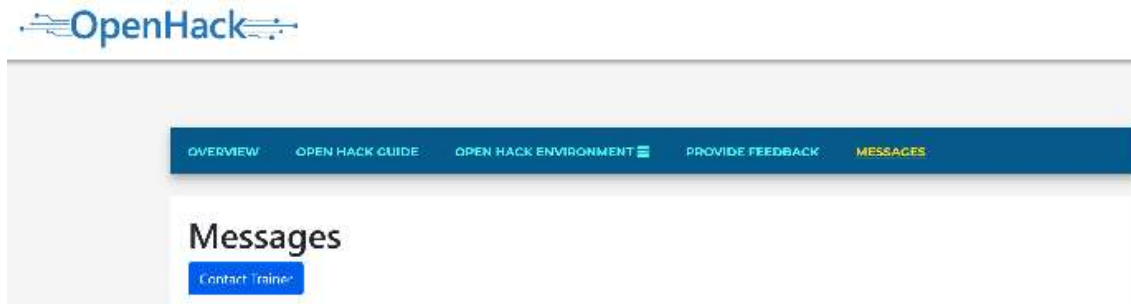 OpenHack
OVERVIEW OPEN HACK GUIDE OPEN HACK ENVIRONMENT PROVIDE FEEDBACK MESSAGES
Messages
Contact Trainer